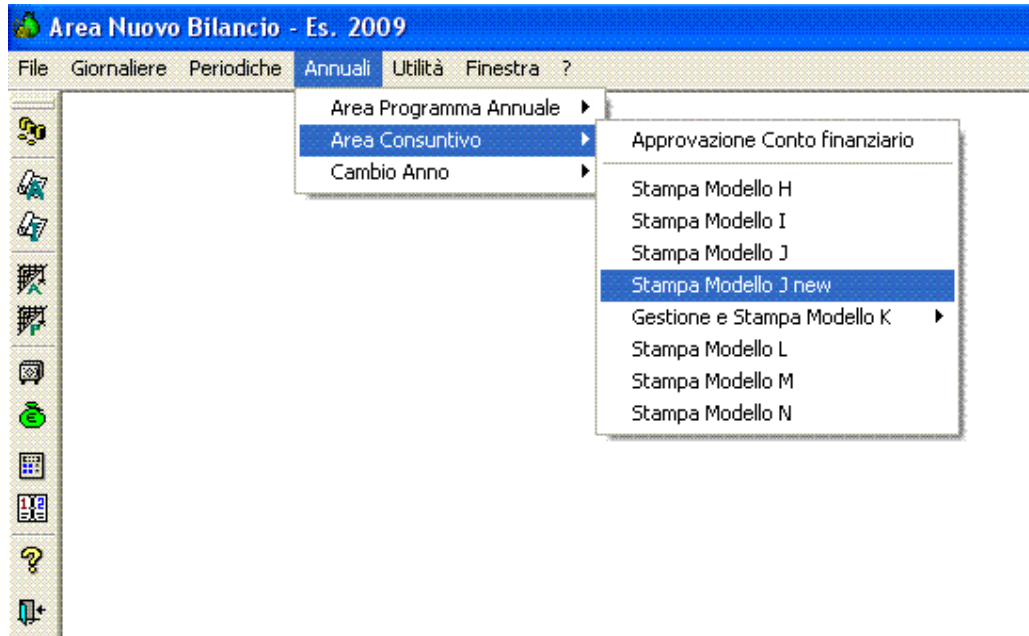 Area Nuovo Bilancio - Es. 2009
File Giornaliere Periodiche Annuali Utilità Finestra ?
Area Programma Annuale
Area Consuntivo
Cambio Anno
Approvazione Conto finanziario
Stampa Modello H
Stampa Modello I
Stampa Modello J
Stampa Modello J new
Gestione e Stampa Modello K
Stampa Modello L
Stampa Modello M
Stampa Modello N